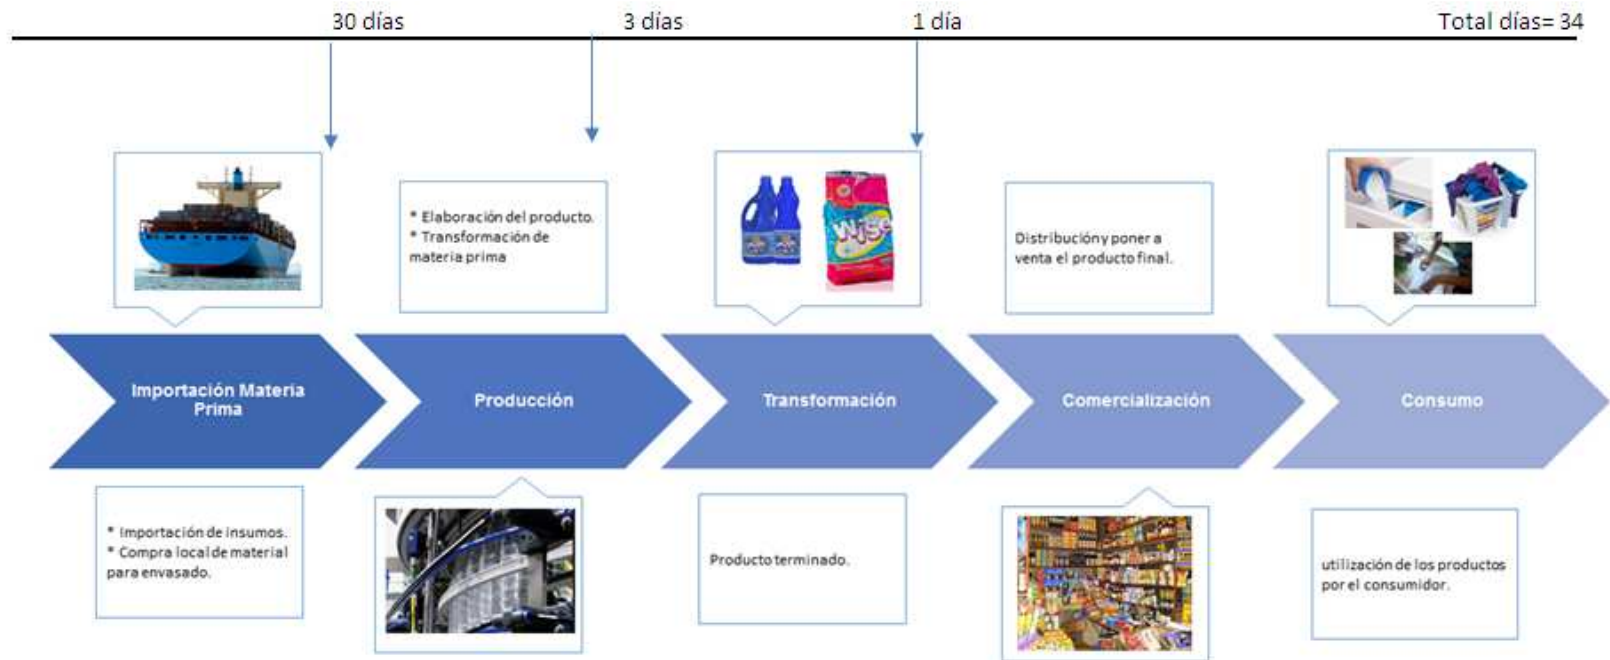 30 días
3 días
1 día
Total días= 34
* Elaboración del producto.
* Transformación de
materia prima
Wise
Distribución y poner a
venta el producto final.
Importación Materia
Prima
Producción
Transformación
Comercialización
Consumo
* Importación de insumos.
* Compra local de material
para envasado.
Producto terminado.
utilización de los productos
por el consumidor.